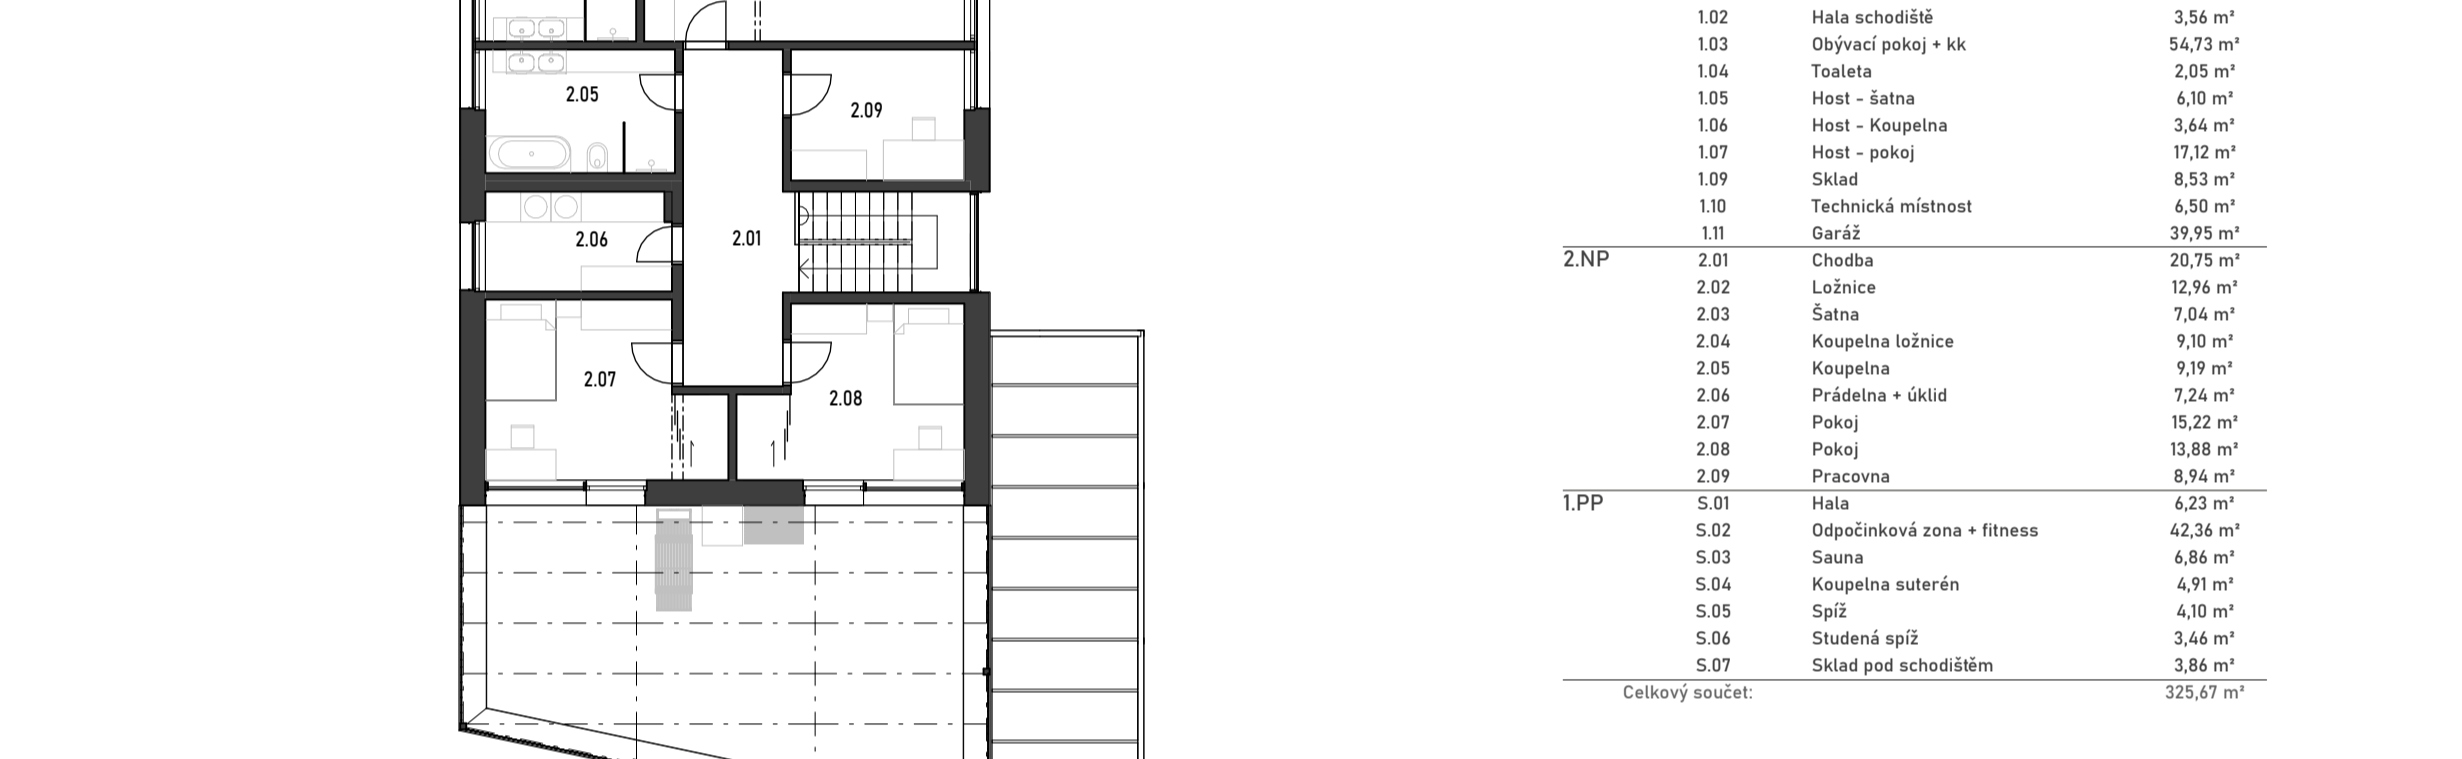 2.05
2.09
2.06
2.01
2.07
2.08
1.02 Hala schodiště 3,56 m²
1.03 Obývací pokoj + kk 54,73 m²
1.04 Toaleta 2,05 m²
1.05 Host - šatna 6,10 m²
1.06 Host - Koupelna 3,64 m²
1.07 Host - pokoj 17,12 m²
1.09 Sklad 8,53 m²
1.10 Technická místnost 6,50 m²
1.11 Garáž 39,95 m²
2.NP 2.01 Chodba 20,75 m²
2.02 Ložnice 12,96 m²
2.03 Šatna 7,04 m²
2.04 Koupelna ložnice 9,10 m²
2.05 Koupelna 9,19 m²
2.06 Prádelna + úklid 7,24 m²
2.07 Pokoj 15,22 m²
2.08 Pokoj 13,88 m²
2.09 Pracovna 8,94 m²
1.PP S.01 Hala 6,23 m²
S.02 Odpočinková zona + fitness 42,36 m²
S.03 Sauna 6,86 m²
S.04 Koupelna suterén 4,91 m²
S.05 Spíž 4,10 m²
S.06 Studená spíž 3,46 m²
S.07 Sklad pod schodištěm 3,86 m²
Celkový součet: 325,67 m²